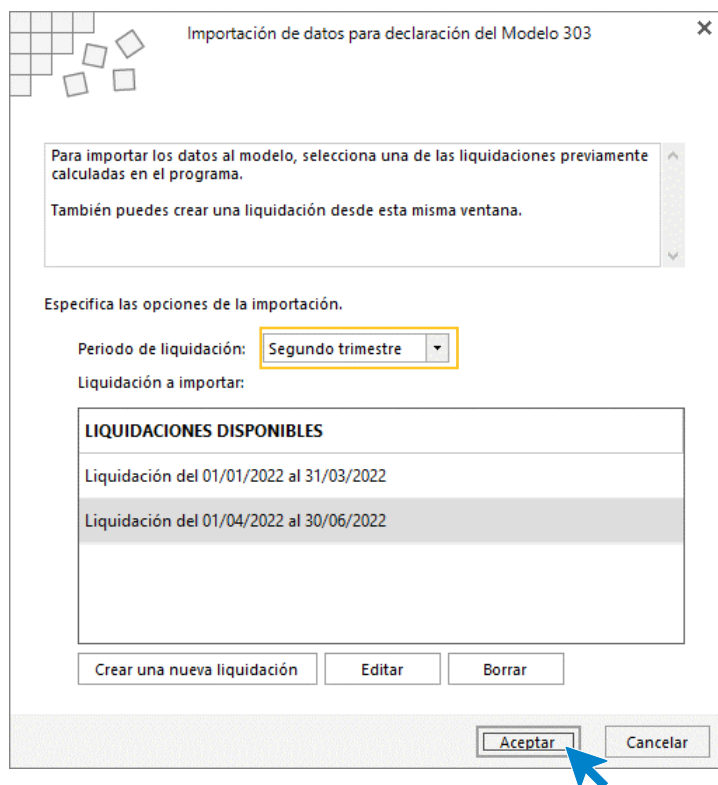 Importación de datos para declaración del Modelo 303
Para importar los datos al modelo, selecciona una de las liquidaciones previamente
calculadas en el programa.
También puedes crear una liquidación desde esta misma ventana.
Especifica las opciones de la importación.
Periodo de liquidación: Segundo trimestre
Liquidación a importar:
LIQUIDACIONES DISPONIBLES
Liquidación del 01/01/2022 al 31/03/2022
Liquidación del 01/04/2022 al 30/06/2022
Crear una nueva liquidación Editar Borrar
Aceptar Cancelar